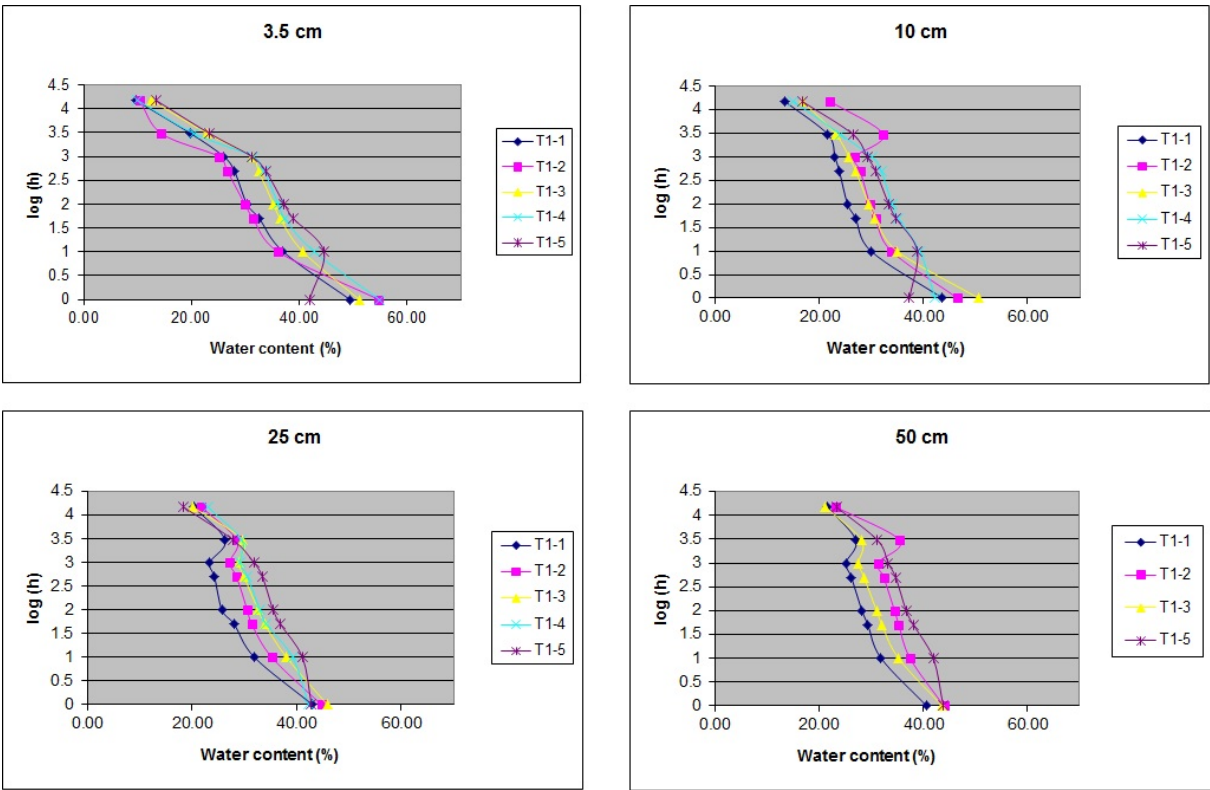 3.5 cm
4.5
4
3.5
3
2.5
2
1.5
1
0.5
0
log (h)
0.00 20.00 40.00 60.00
Water content (%)
T1-1
T1-2
T1-3
T1-4
T1-5
10 cm
4.5
4
3.5
3
2.5
2
1.5
1
0.5
0
log (h)
0.00 20.00 40.00 60.00
Water content (%)
T1-1
T1-2
T1-3
T1-4
T1-5
25 cm
4.5
4
3.5
3
2.5
2
1.5
1
0.5
0
log (h)
0.00 20.00 40.00 60.00
Water content (%)
T1-1
T1-2
T1-3
T1-4
T1-5
50 cm
4.5
4
3.5
3
2.5
2
1.5
1
0.5
0
log (h)
0.00 20.00 40.00 60.00
Water content (%)
T1-1
T1-2
T1-3
T1-5